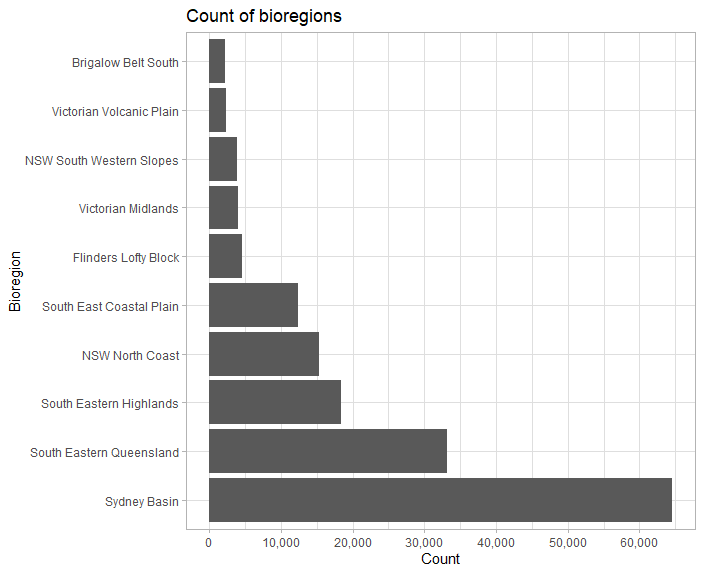 Count of bioregions
Brigalow Belt South
Victorian Volcanic Plain
NSW South Western Slopes
Victorian Midlands
Flinders Lofty Block
South East Coastal Plain
NSW North Coast
South Eastern Highlands
South Eastern Queensland
Sydney Basin
Bioregion
0 10,000 20,000 30,000 40,000 50,000 60,000
Count